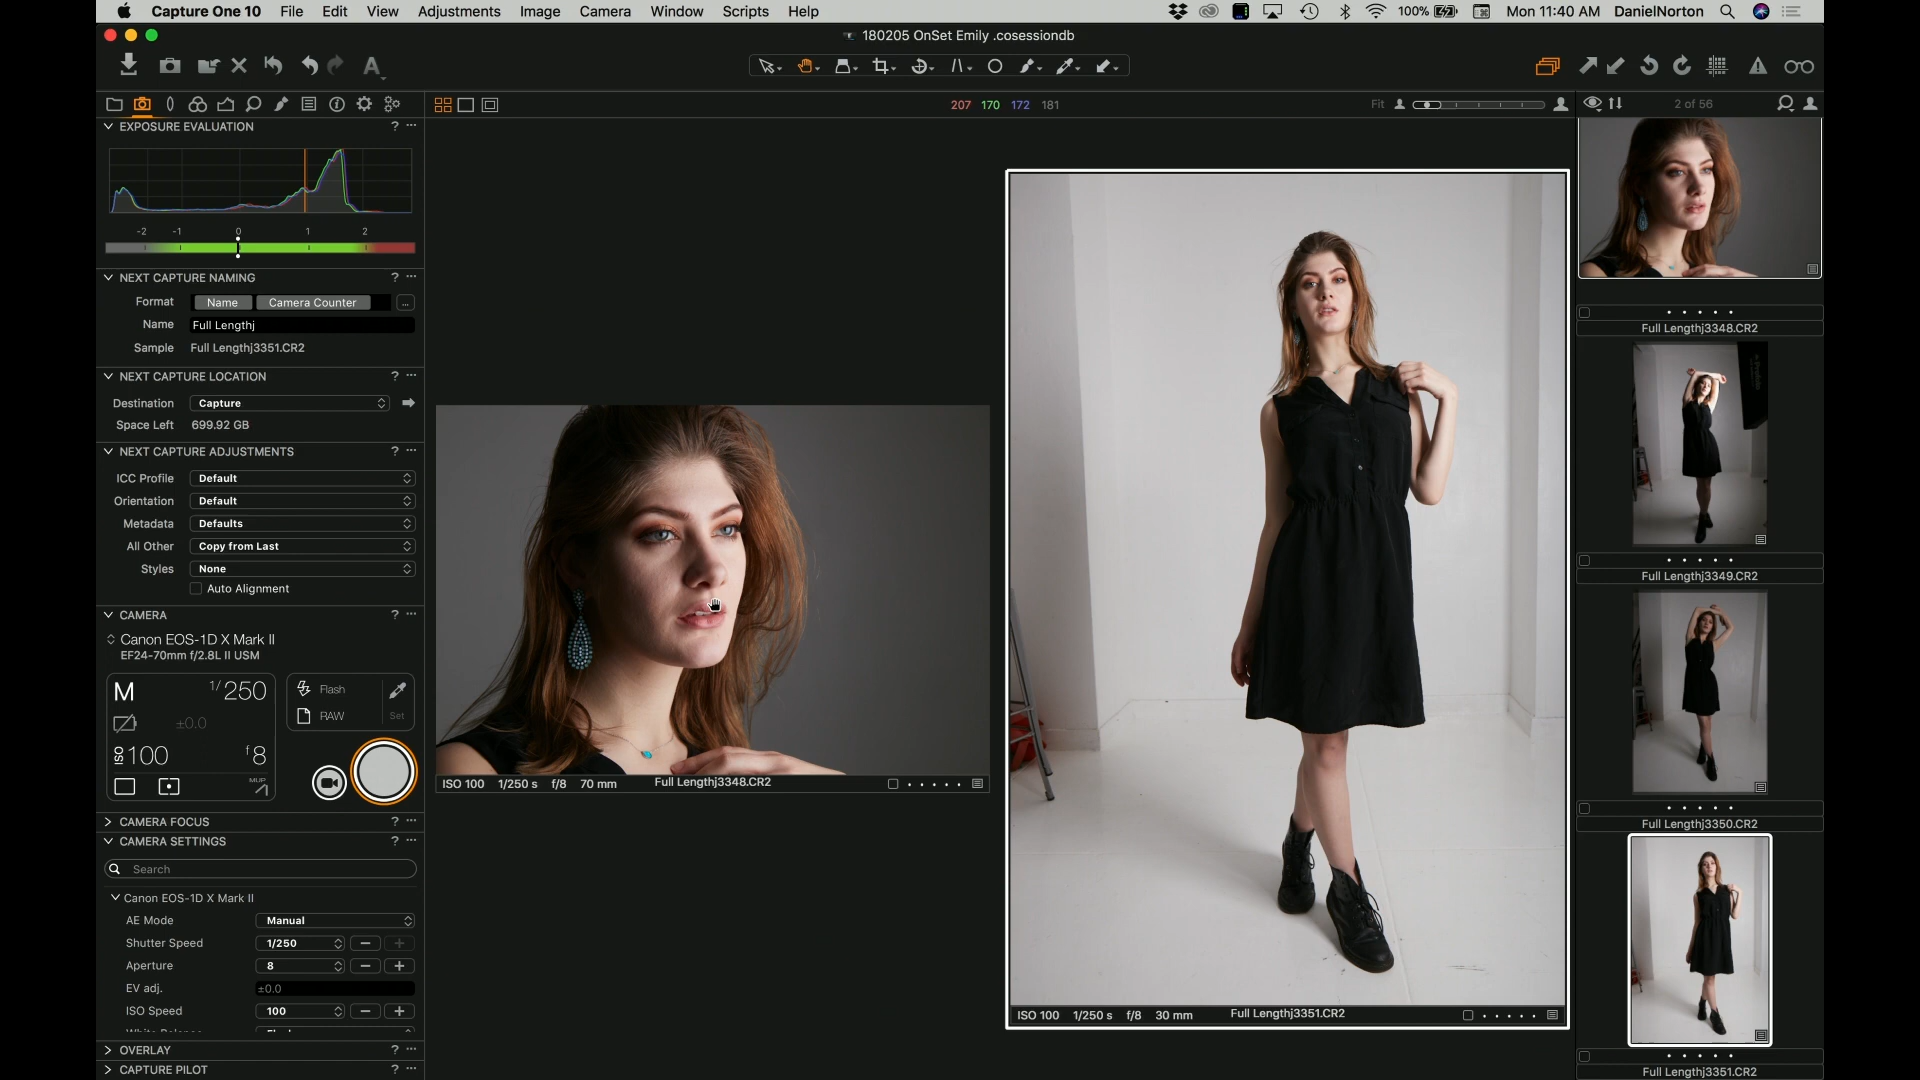 Capture One 10 File Edit View Adjustments Image Camera Window Scripts Help 100% Mon 11:40 AM DanielNorton
180205 OnSet Emily .cosessiondb
A
207 170 172 181 Fit 2 of 56
EXPOSURE EVALUATION ? ...
-2 -1 0 1 2
NEXT CAPTURE NAMING ? ...
Format Name Camera Counter ...
Name Full Lengthj
Sample Full Lengthj3351.CR2
NEXT CAPTURE LOCATION ? ...
Destination Capture
Space Left 699.92 GB
NEXT CAPTURE ADJUSTMENTS ? ...
ICC Profile Default
Orientation Default
Metadata Defaults
All Other Copy from Last
Styles None
Auto Alignment
CAMERA ? ...
Canon EOS-1D X Mark II
EF24-70mm f/2.8L II USM
M 1/250 Flash
±0.0 RAW Set
ISO 100 f8
MUP
CAMERA FOCUS ? ...
CAMERA SETTINGS ? ...
Search
Canon EOS-1D X Mark II
AE Mode Manual
Shutter Speed 1/250 − +
Aperture 8 − +
EV adj. ±0.0
ISO Speed 100 − +
OVERLAY ? ...
CAPTURE PILOT ? ...
ISO 100 1/250 s f/8 70 mm Full Lengthj3348.CR2
ISO 100 1/250 s f/8 30 mm Full Lengthj3351.CR2
Full Lengthj3348.CR2
Full Lengthj3349.CR2
Full Lengthj3350.CR2
Full Lengthj3351.CR2